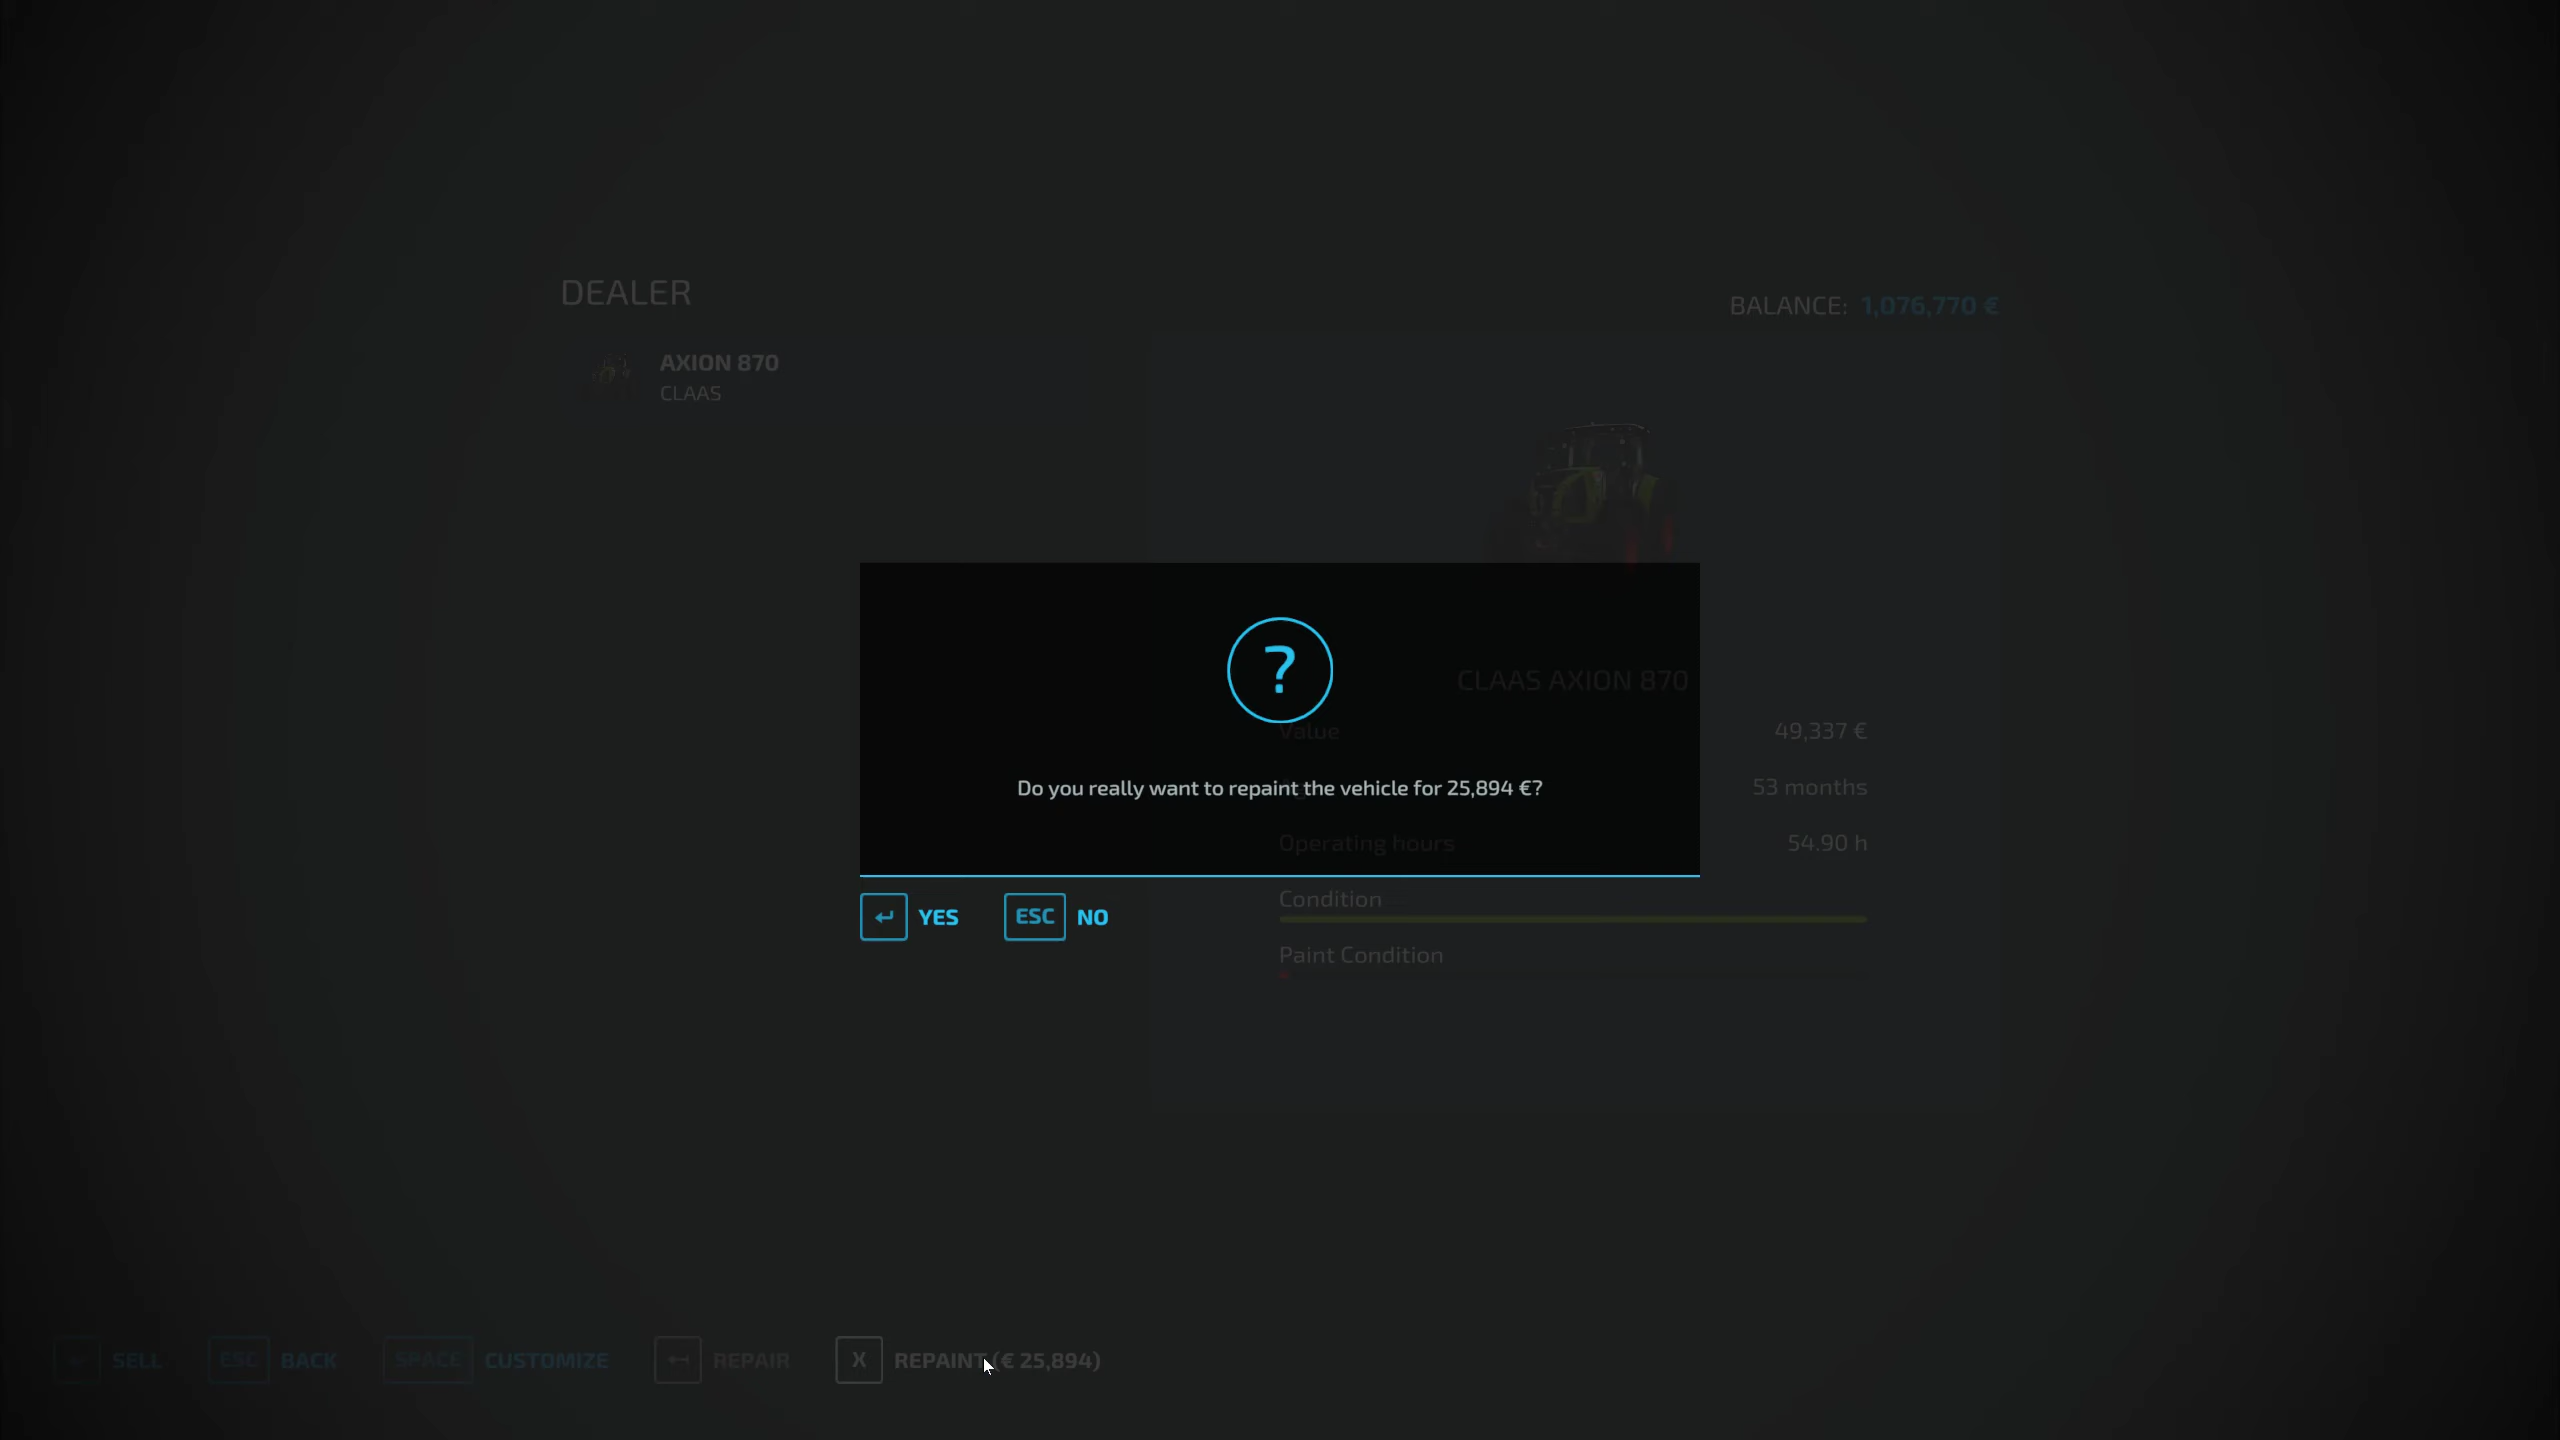 DEALER
BALANCE: 1,076,770 €
AXION 870
CLAAS
?
CLAAS AXION 870
Value 49,337 €
Do you really want to repaint the vehicle for 25,894 €?
53 months
Operating hours 54.90 h
Condition
ESC NO
YES
Paint Condition
SELL
ESC BACK
SPACE CUSTOMIZE
REPAIR
X REPAINT (€ 25,894)